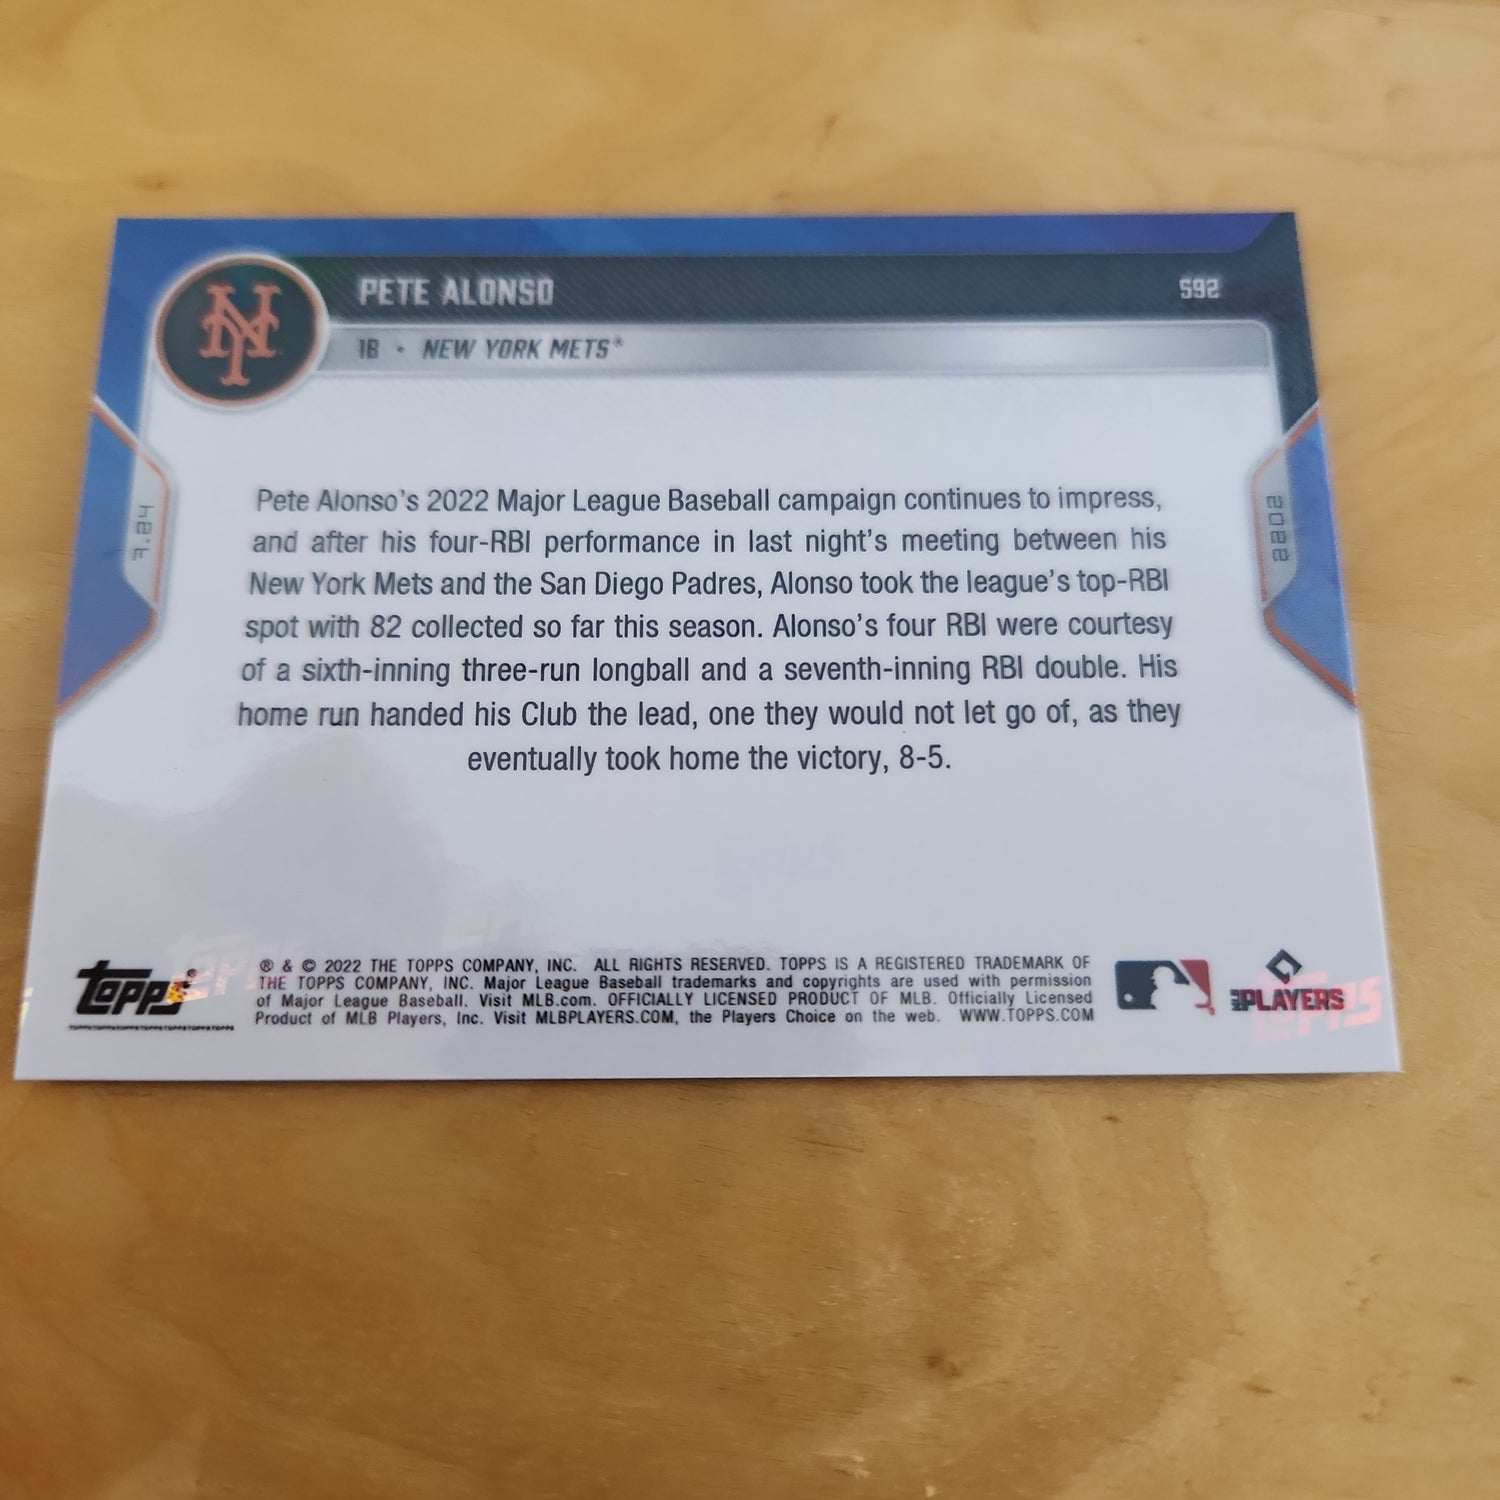 PETE ALONSO
592
1B • NEW YORK METS®
7.24
2022
Pete Alonso's 2022 Major League Baseball campaign continues to impress,
and after his four-RBI performance in last night's meeting between his
New York Mets and the San Diego Padres, Alonso took the league's top-RBI
spot with 82 collected so far this season. Alonso's four RBI were courtesy
of a sixth-inning three-run longball and a seventh-inning RBI double. His
home run handed his Club the lead, one they would not let go of, as they
eventually took home the victory, 8-5.
topps®
® & © 2022 THE TOPPS COMPANY, INC. ALL RIGHTS RESERVED. TOPPS IS A REGISTERED TRADEMARK OF
THE TOPPS COMPANY, INC. Major League Baseball trademarks and copyrights are used with permission
of Major League Baseball. Visit MLB.com. OFFICIALLY LICENSED PRODUCT OF MLB. Officially Licensed
Product of MLB Players, Inc. Visit MLBPLAYERS.COM, the Players Choice on the web. WWW.TOPPS.COM
MLB PLAYERS